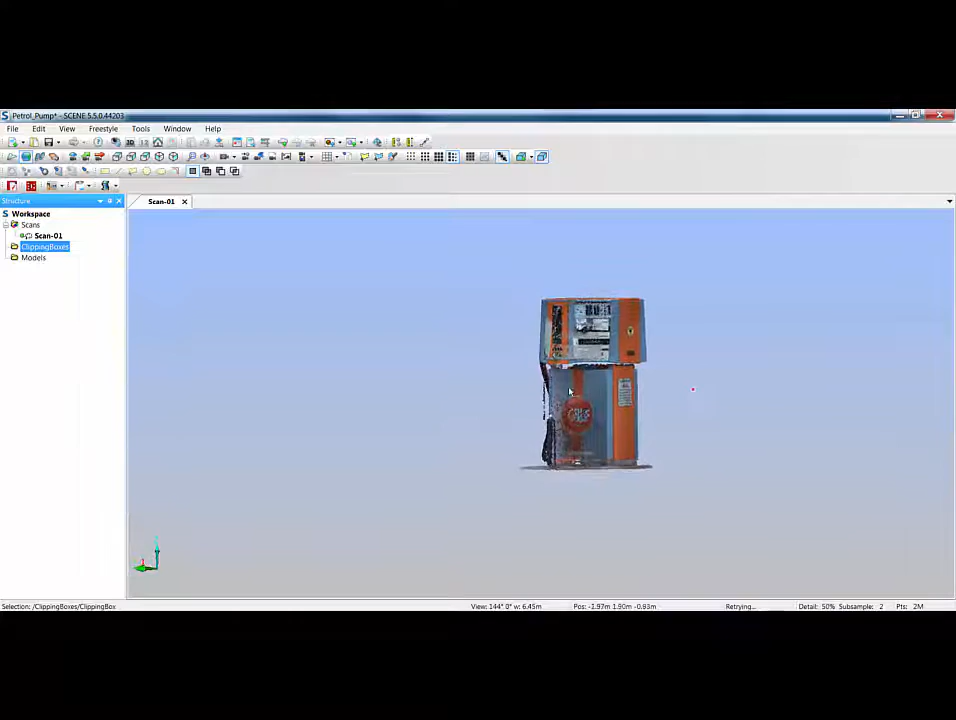 Petrol_Pump* - SCENE 5.5.0.44203
File Edit View Freestyle Tools Window Help
Structure
Scan-01
Workspace
Scans
Scan-01
ClippingBoxes
Models
Selection: /ClippingBoxes/ClippingBox
View: 144° 0° w: 6.45m
Pos: -1.97m 1.90m -0.93m
Retrying...
Detail: 50% Subsample: 2 Pts: 2M